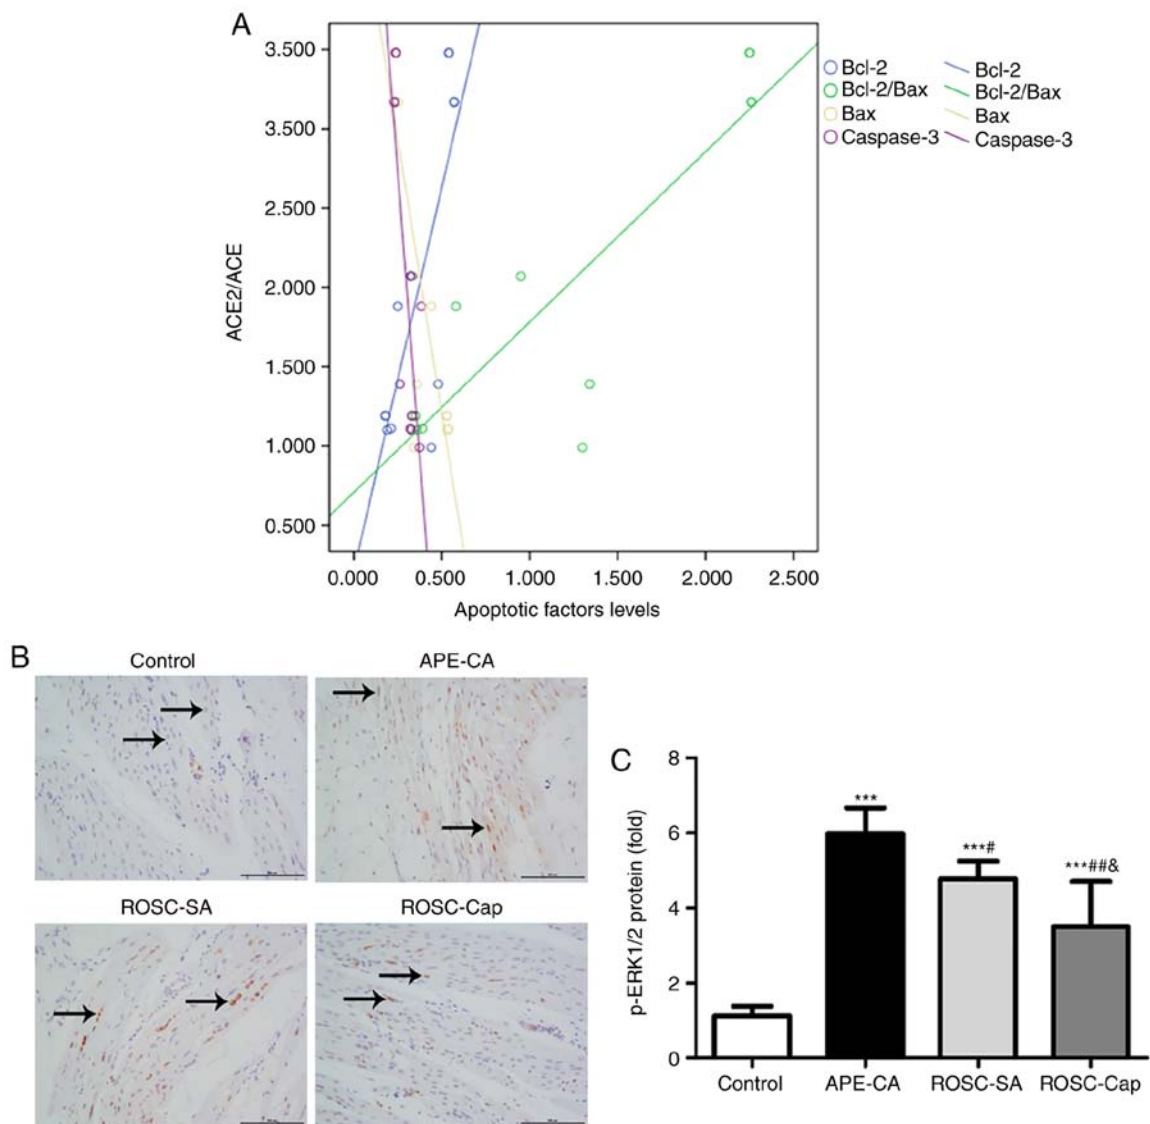 A
3.500
3.500
2.500
2.000
1.500
1.000
0.500
ACE2/ACE
0.000 0.500 1.000 1.500 2.000 2.500
Apoptotic factors levels
Bcl-2 Bcl-2
Bcl-2/Bax Bcl-2/Bax
Bax Bax
Caspase-3 Caspase-3
B
Control APE-CA
ROSC-SA ROSC-Cap
C
8
6
4
2
0
p-ERK1/2 protein (fold)
***
***#
***##&
Control APE-CA ROSC-SA ROSC-Cap